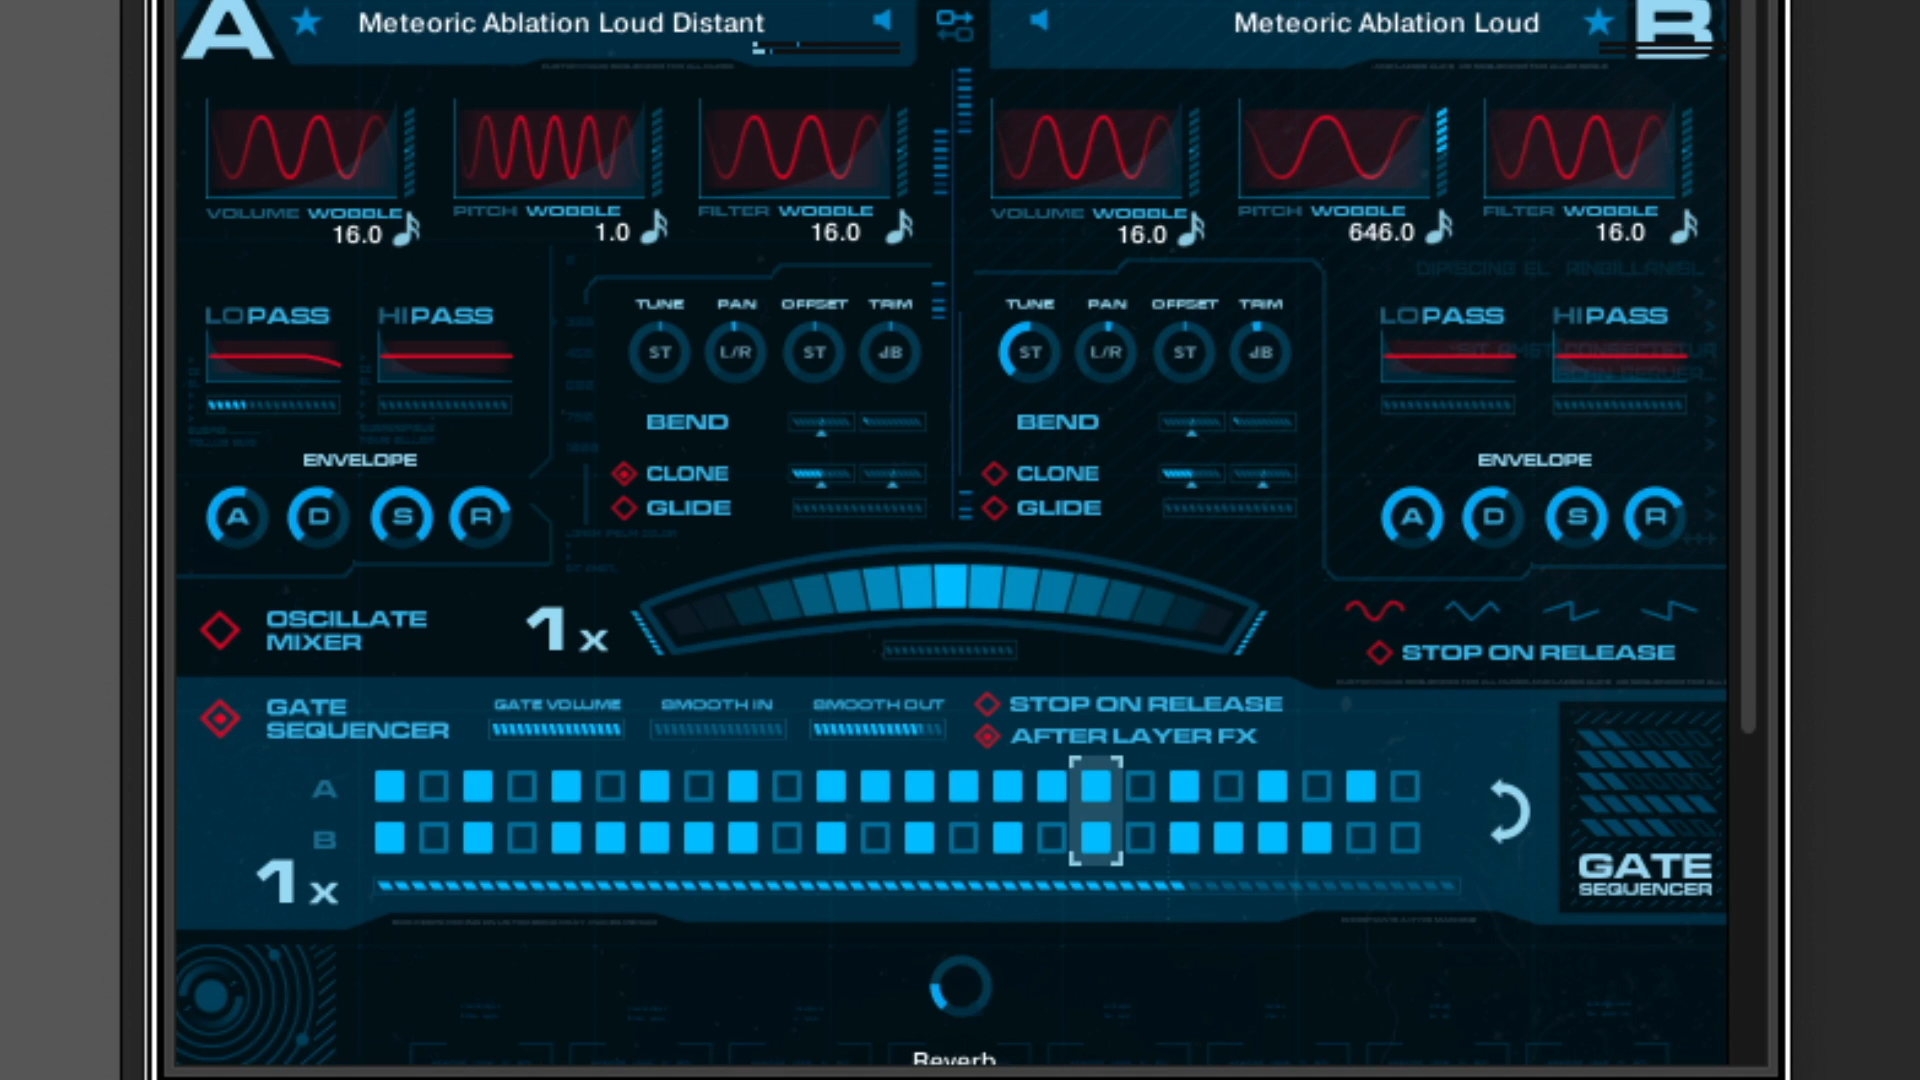 A
Meteoric Ablation Loud Distant
Meteoric Ablation Loud
B
VOLUME WOBBLE
16.0
PITCH WOBBLE
1.0
FILTER WOBBLE
16.0
VOLUME WOBBLE
16.0
PITCH WOBBLE
646.0
FILTER WOBBLE
16.0
LOPASS
HIPASS
TUNE PAN OFFSET TRIM
ST L/R ST dB
BEND
CLONE
GLIDE
TUNE PAN OFFSET TRIM
ST L/R ST dB
BEND
CLONE
GLIDE
LOPASS
HIPASS
ENVELOPE
A D S R
ENVELOPE
A D S R
OSCILLATE
MIXER
1x
STOP ON RELEASE
GATE
SEQUENCER
GATE VOLUME
SMOOTH IN
SMOOTH OUT
STOP ON RELEASE
AFTER LAYER FX
A
B
1x
GATE
SEQUENCER
Reverb